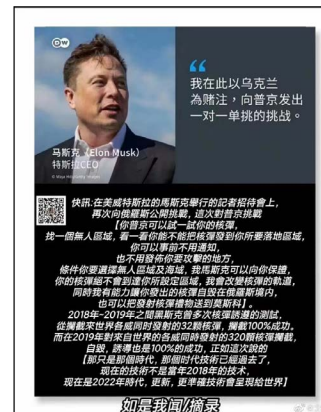 DW
“
我在此以乌克兰
為赌注，向普京发出
一对一单挑的挑战。
马斯克（Elon Musk）
特斯拉CEO
快訊:在美威特斯拉的馬斯克舉行的記者招待會上,
再次向俄羅斯公開挑戰,這次對普京挑戰
【你普京可以試一試你的核彈,
找一個無人區域,看一看你能不能把核彈發到你所要落地區域,
你可以事前不用通知,
也不用發佈你要攻擊的地方,
條件你要選擇無人區域及海域,我馬斯克可以向你保證,
你的核彈絕不會到達你所設定區域,我會改變核彈的軌道,
同時我有能力讓你發出的核彈自毀在俄羅斯境内,
也可以把發射核彈禮物送到莫斯科】。
2018年~2019年之間黑斯克曾多次核彈誘導的測試,
從攔截來世界各威同時發射的32顆核彈,攔截100%成功。
而在2019年對來自世界的各威同時發射的320顆核彈攔截,
自毀,誘導也是100%的成功,正如這次說的
【那只是那個時代,那個时代技术已經過去了,
现在的技術不是當年2018年的技术,
现在是2022年時代,更新,更準確技術會呈現給世界】
如是我闻/摘录